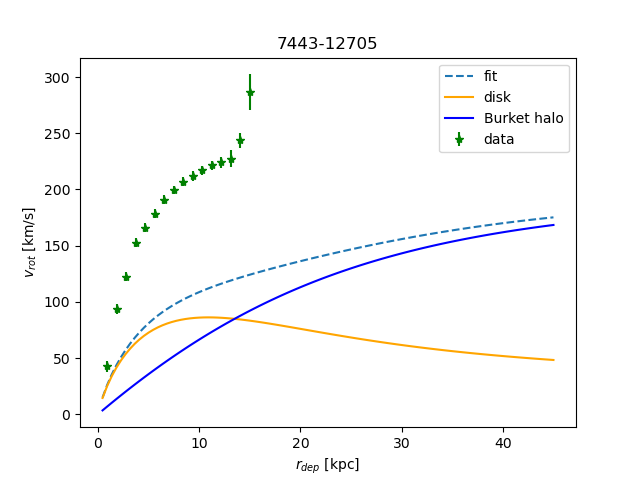 7443-12705
300
250
200
150
100
50
0
v_rot [km/s]
fit
disk
Burket halo
data
0 10 20 30 40
r_dep [kpc]